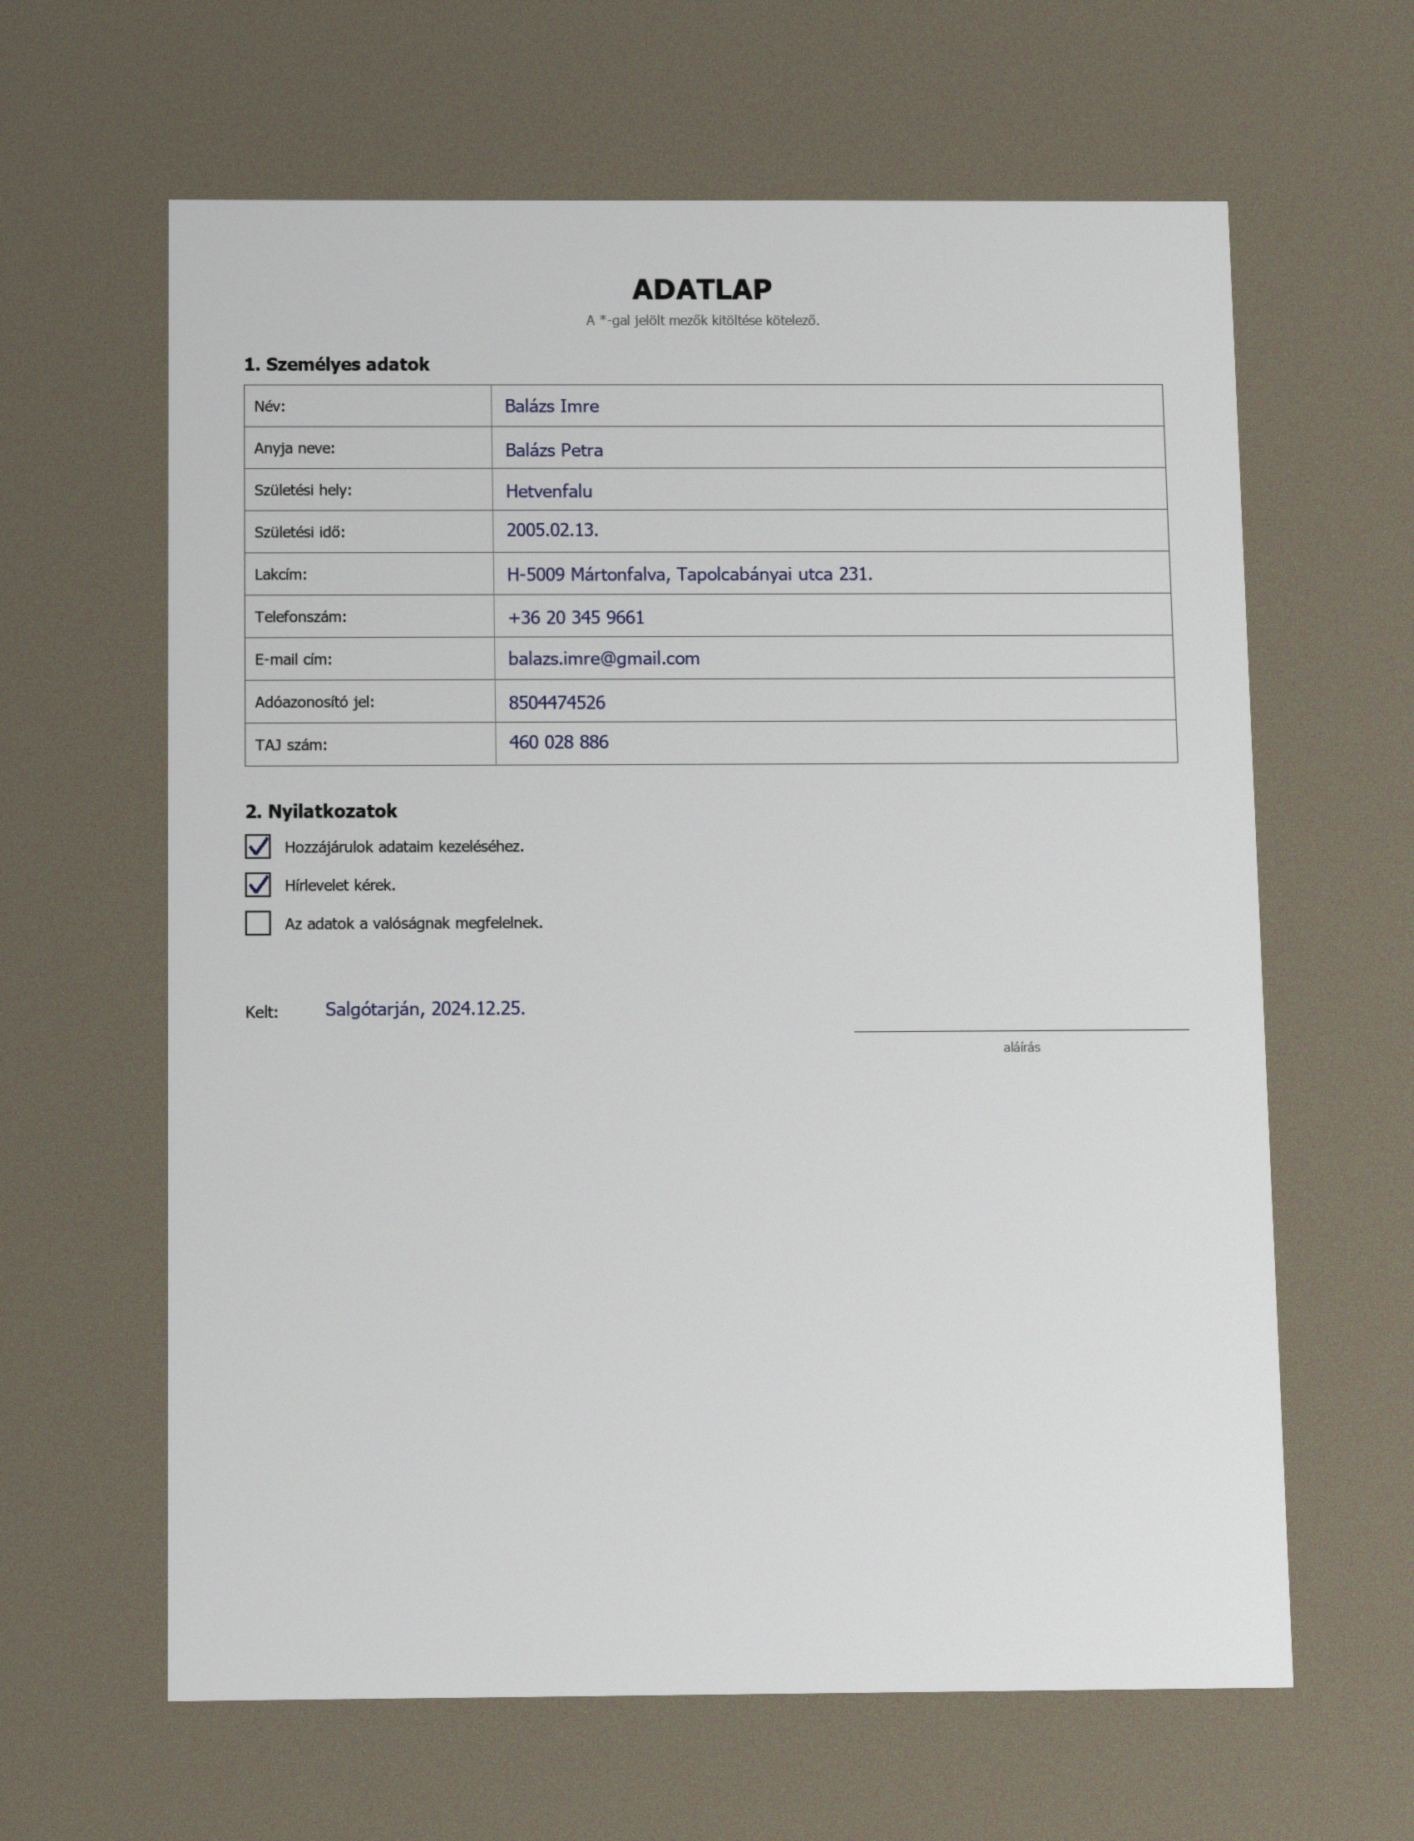 ADATLAP
A *-gal jelölt mezők kitöltése kötelező.
1. Személyes adatok
Név: Balázs Imre
Anyja neve: Balázs Petra
Születési hely: Hetvenfalu
Születési idő: 2005.02.13.
Lakcím: H-5009 Mártonfalva, Tapolcabányai utca 231.
Telefonszám: +36 20 345 9661
E-mail cím: balazs.imre@gmail.com
Adóazonosító jel: 8504474526
TAJ szám: 460 028 886
2. Nyilatkozatok
Hozzájárulok adataim kezeléséhez.
Hírlevelet kérek.
Az adatok a valóságnak megfelelnek.
Kelt: Salgótarján, 2024.12.25.
aláírás